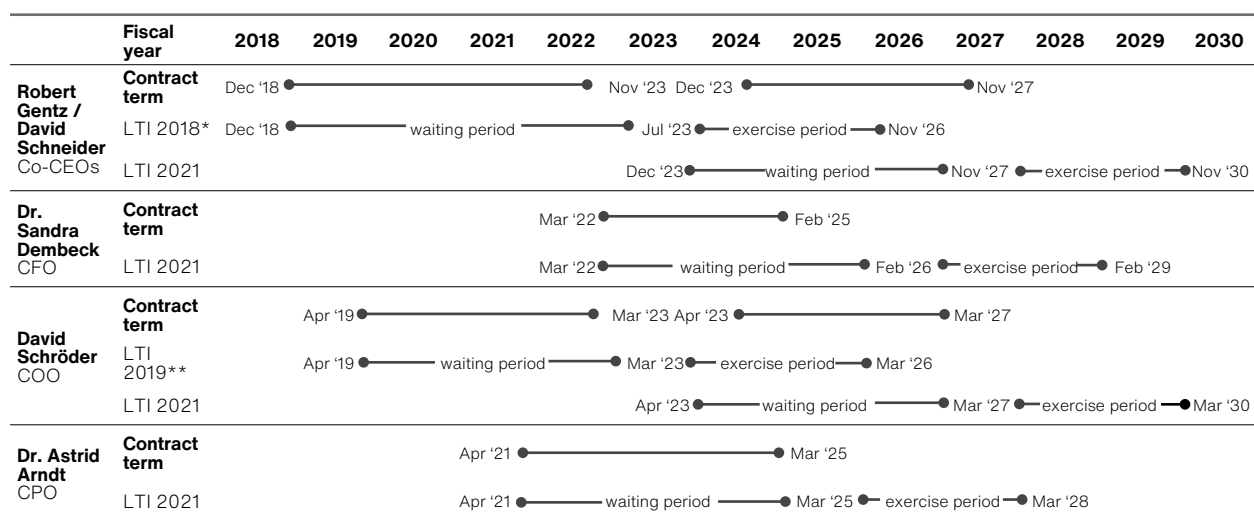 Fiscal year 2018 2019 2020 2021 2022 2023 2024 2025 2026 2027 2028 2029 2030
Robert Gentz / David Schneider
Co-CEOs
Contract term Dec ‘18 Nov ‘23 Dec ‘23 Nov ‘27
LTI 2018* Dec ‘18 waiting period Jul ‘23 exercise period Nov ‘26
LTI 2021 Dec ‘23 waiting period Nov ‘27 exercise period Nov ‘30
Dr. Sandra Dembeck
CFO
Contract term Mar ‘22 Feb ‘25
LTI 2021 Mar ‘22 waiting period Feb ‘26 exercise period Feb ‘29
David Schröder
COO
Contract term Apr ‘19 Mar ‘23 Apr ‘23 Mar ‘27
LTI 2019** Apr ‘19 waiting period Mar ‘23 exercise period Mar ‘26
LTI 2021 Apr ‘23 waiting period Mar ‘27 exercise period Mar ‘30
Dr. Astrid Arndt
CPO
Contract term Apr ‘21 Mar ‘25
LTI 2021 Apr ‘21 waiting period Mar ‘25 exercise period Mar ‘28